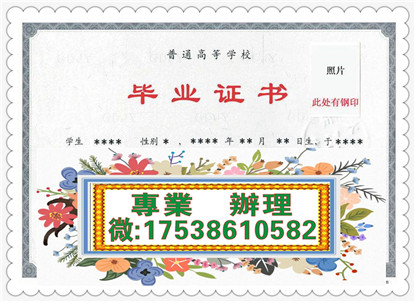 普通高等学校
照片
毕业证书
此处有钢印
学生 **** 性别 * ，**** 年 ** 月 ** 日生，于 ****
專業 辦理
微:17538610582